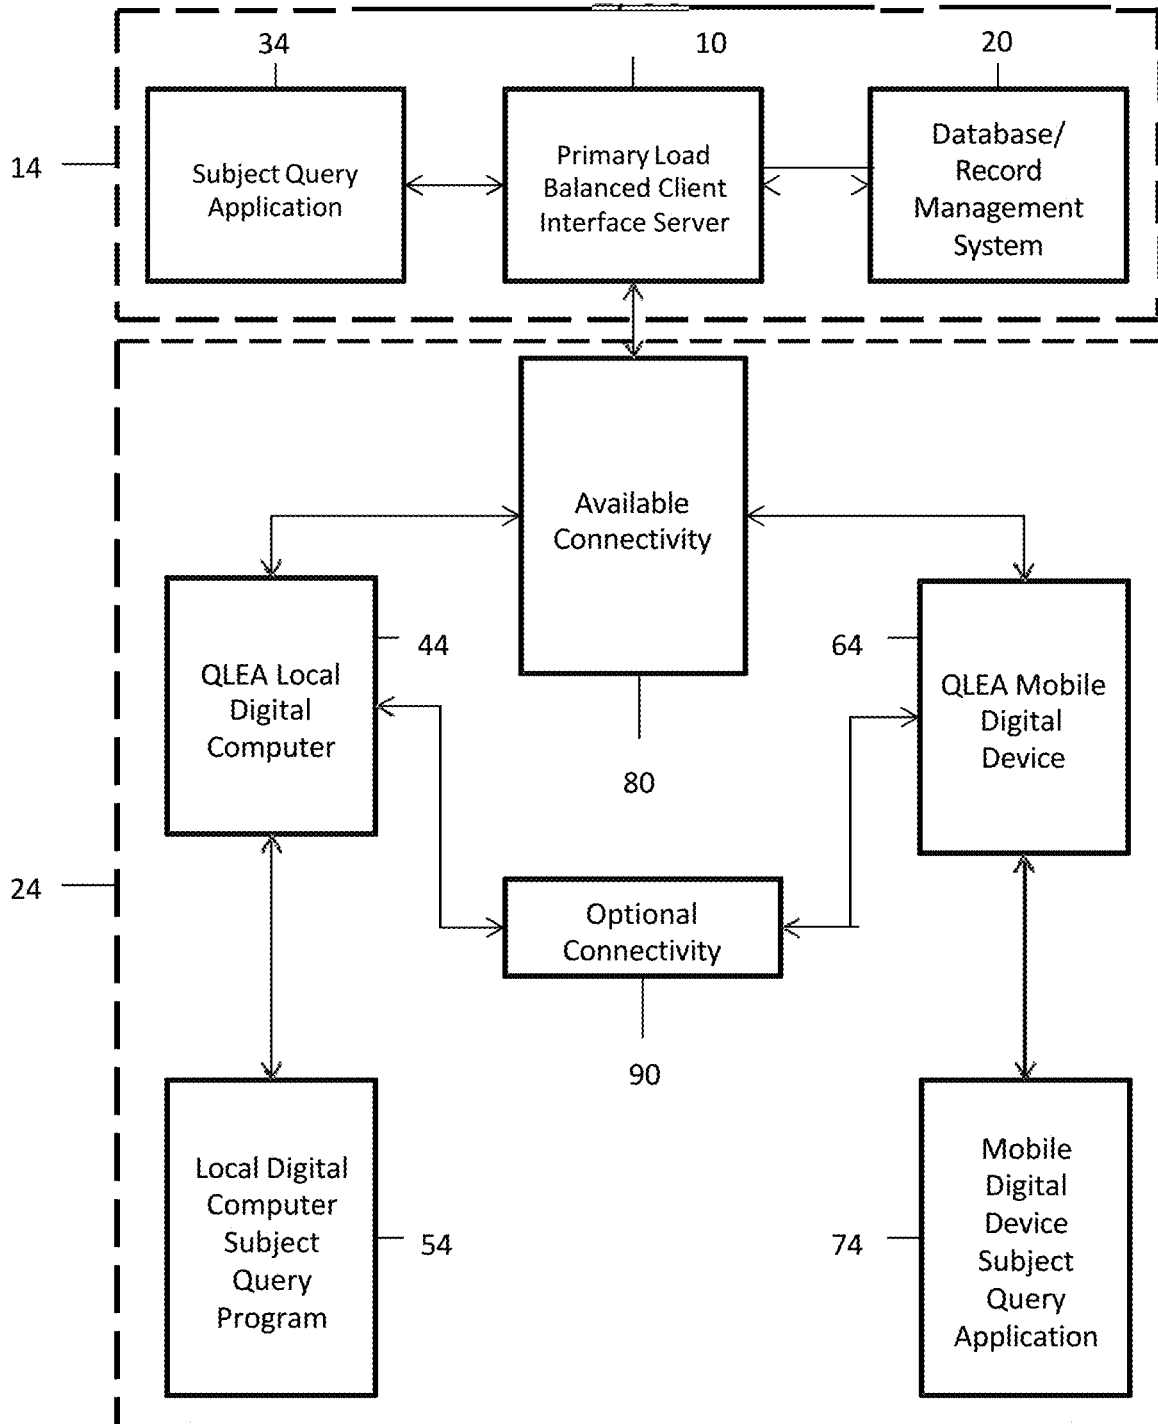 34
10
20
14
Subject Query
Application
Primary Load
Balanced Client
Interface Server
Database/
Record
Management
System
Available
Connectivity
44
64
QLEA Local
Digital
Computer
QLEA Mobile
Digital
Device
80
24
Optional
Connectivity
90
Local Digital
Computer
Subject
Query
Program
54
74
Mobile
Digital
Device
Subject
Query
Application